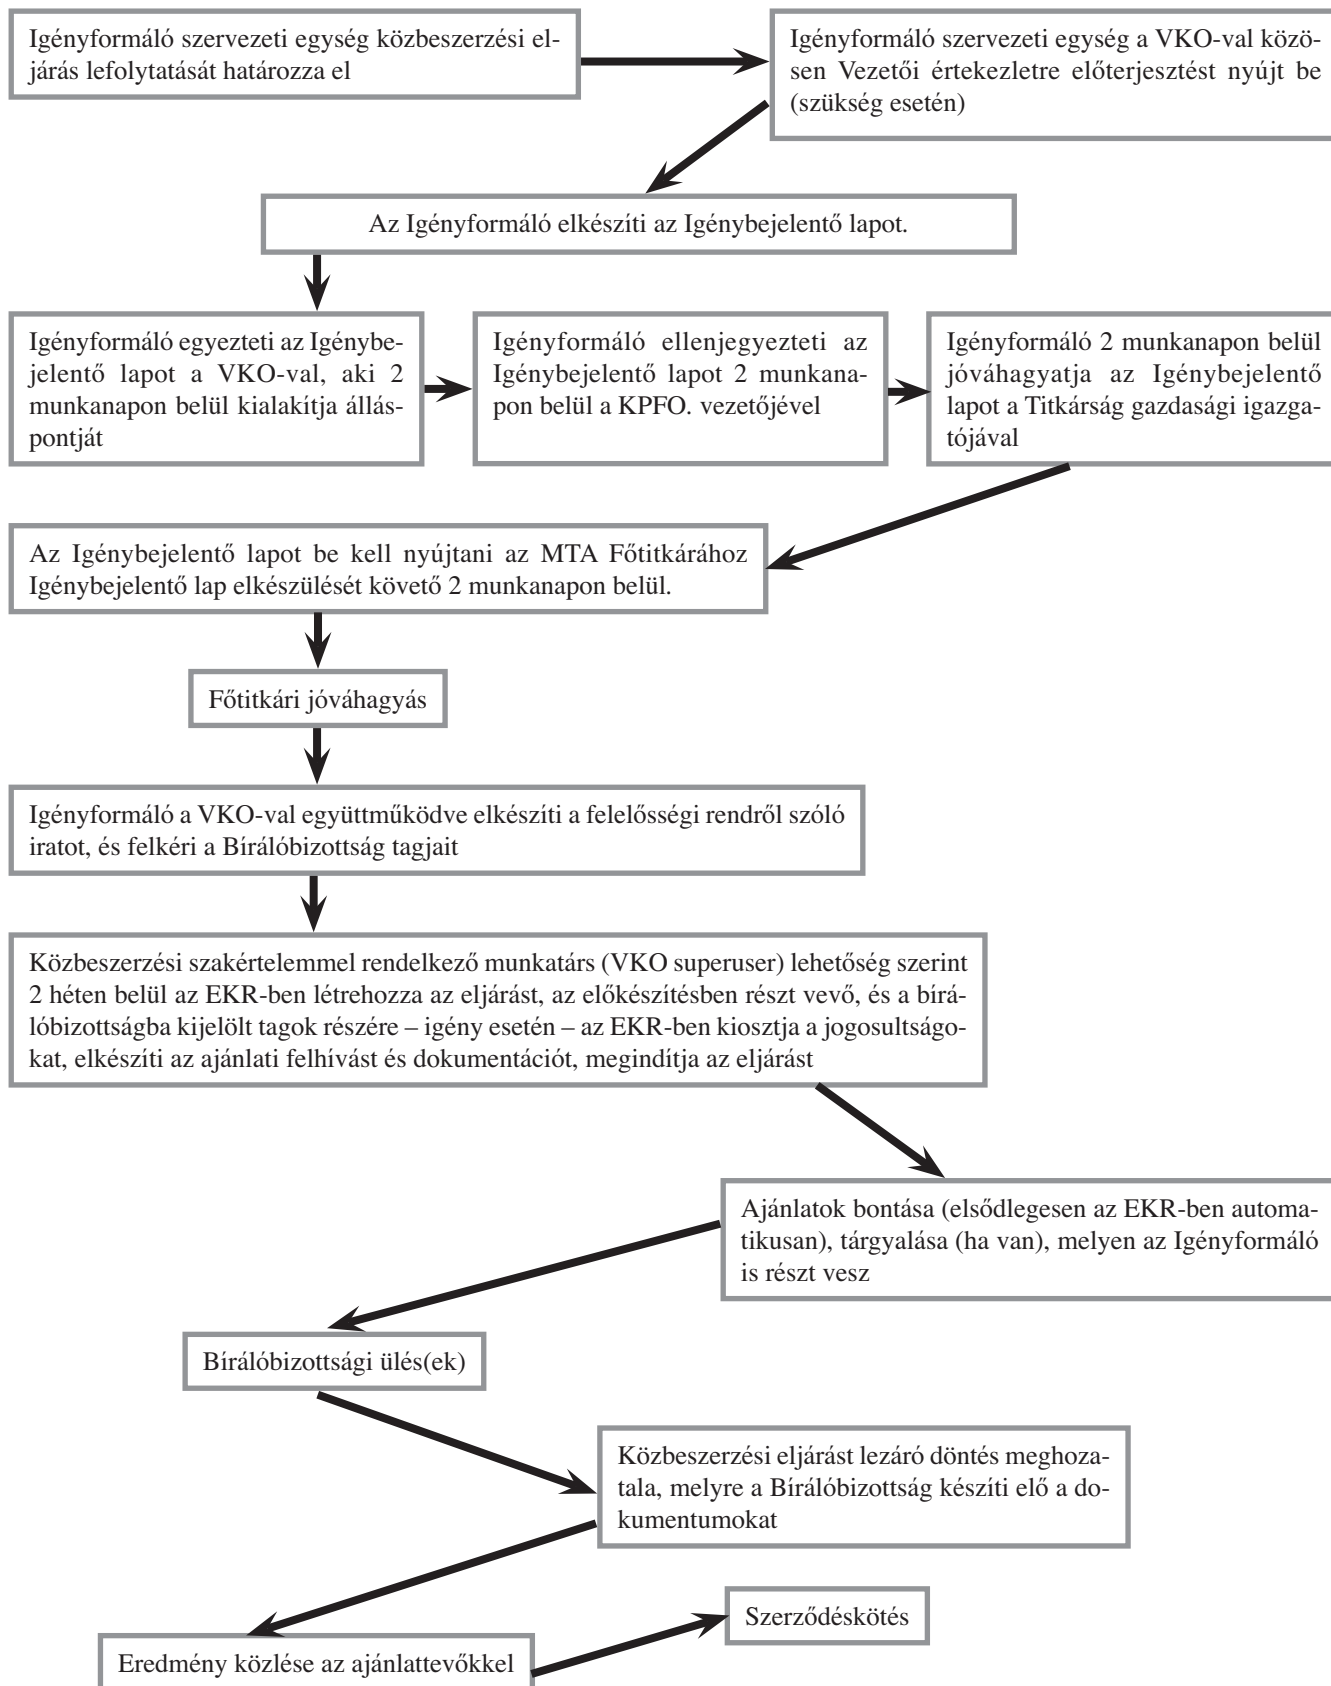 Igényformáló szervezeti egység közbeszerzési el-
járás lefolytatását határozza el
Igényformáló szervezeti egység a VKO-val közö-
sen Vezetői értekezletre előterjesztést nyújt be
(szükség esetén)
Az Igényformáló elkészíti az Igénybejelentő lapot.
Igényformáló egyezteti az Igénybe-
jelentő lapot a VKO-val, aki 2
munkanapon belül kialakítja állás-
pontját
Igényformáló ellenjegyezteti az
Igénybejelentő lapot 2 munkana-
pon belül a KPFO. vezetőjével
Igényformáló 2 munkanapon belül
jóváhagyatja az Igénybejelentő
lapot a Titkárság gazdasági igazga-
tójával
Az Igénybejelentő lapot be kell nyújtani az MTA Főtitkárához
Igénybejelentő lap elkészülését követő 2 munkanapon belül.
Főtitkári jóváhagyás
Igényformáló a VKO-val együttműködve elkészíti a felelősségi rendről szóló
iratot, és felkéri a Bírálóbizottság tagjait
Közbeszerzési szakértelemmel rendelkező munkatárs (VKO superuser) lehetőség szerint
2 héten belül az EKR-ben létrehozza az eljárást, az előkészítésben részt vevő, és a bírá-
lóbizottságba kijelölt tagok részére – igény esetén – az EKR-ben kiosztja a jogosultságo-
kat, elkészíti az ajánlati felhívást és dokumentációt, megindítja az eljárást
Ajánlatok bontása (elsődlegesen az EKR-ben automa-
tikusan), tárgyalása (ha van), melyen az Igényformáló
is részt vesz
Bírálóbizottsági ülés(ek)
Közbeszerzési eljárást lezáró döntés meghoza-
tala, melyre a Bírálóbizottság készíti elő a do-
kumentumokat
Szerződéskötés
Eredmény közlése az ajánlattevőkkel